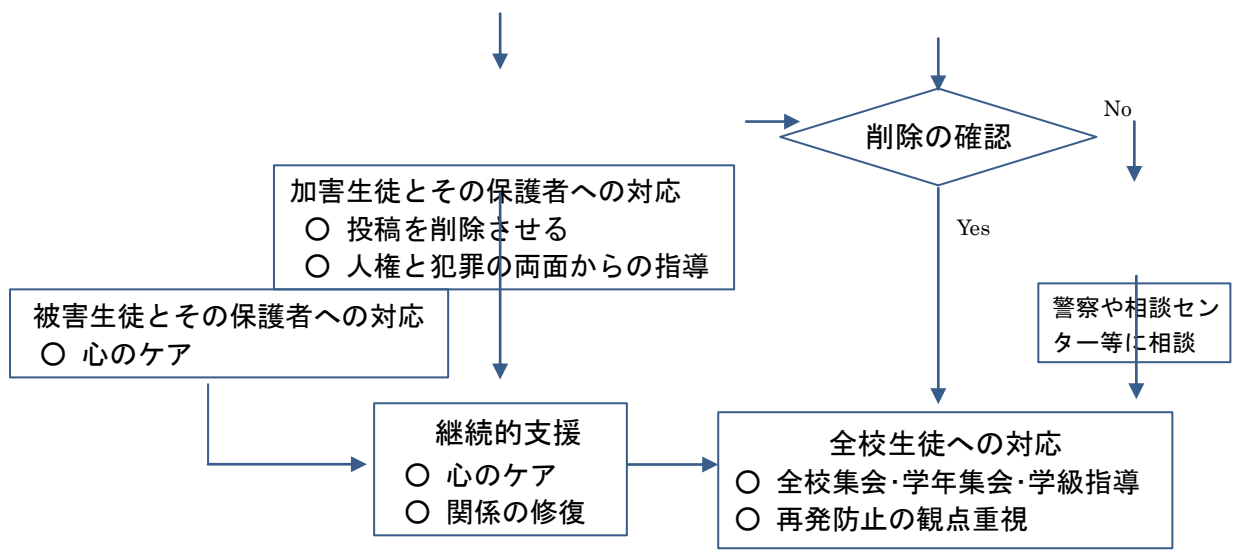 No
削除の確認
Yes
加害生徒とその保護者への対応
○ 投稿を削除させる
○ 人権と犯罪の両面からの指導
被害生徒とその保護者への対応
○ 心のケア
警察や相談セン
ター等に相談
継続的支援
○ 心のケア
○ 関係の修復
全校生徒への対応
○ 全校集会･学年集会･学級指導
○ 再発防止の観点重視